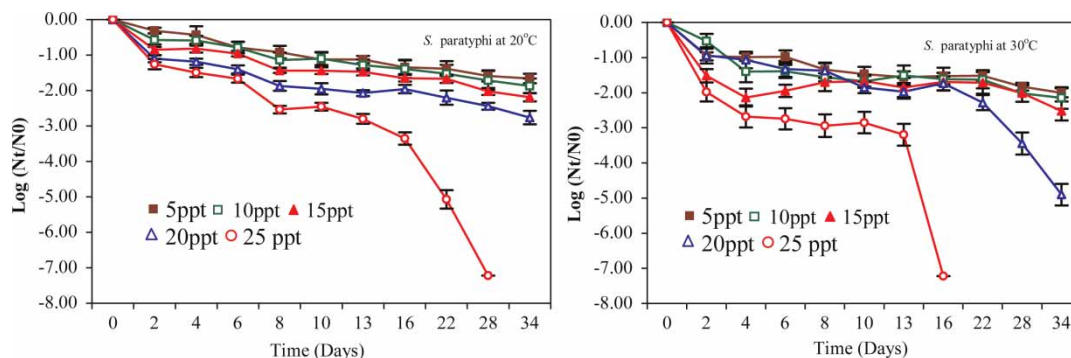 0.00
-1.00
-2.00
-3.00
-4.00
-5.00
-6.00
-7.00
-8.00
Log (Nt/N0)
S. paratyphi at 20°C
5ppt 10ppt 15ppt
20ppt 25 ppt
0 2 4 6 8 10 13 16 22 28 34
Time (Days)
0.00
-1.00
-2.00
-3.00
-4.00
-5.00
-6.00
-7.00
-8.00
Log (Nt/N0)
S. paratyphi at 30°C
5ppt 10ppt 15ppt
20ppt 25 ppt
0 2 4 6 8 10 13 16 22 28 34
Time (Days)